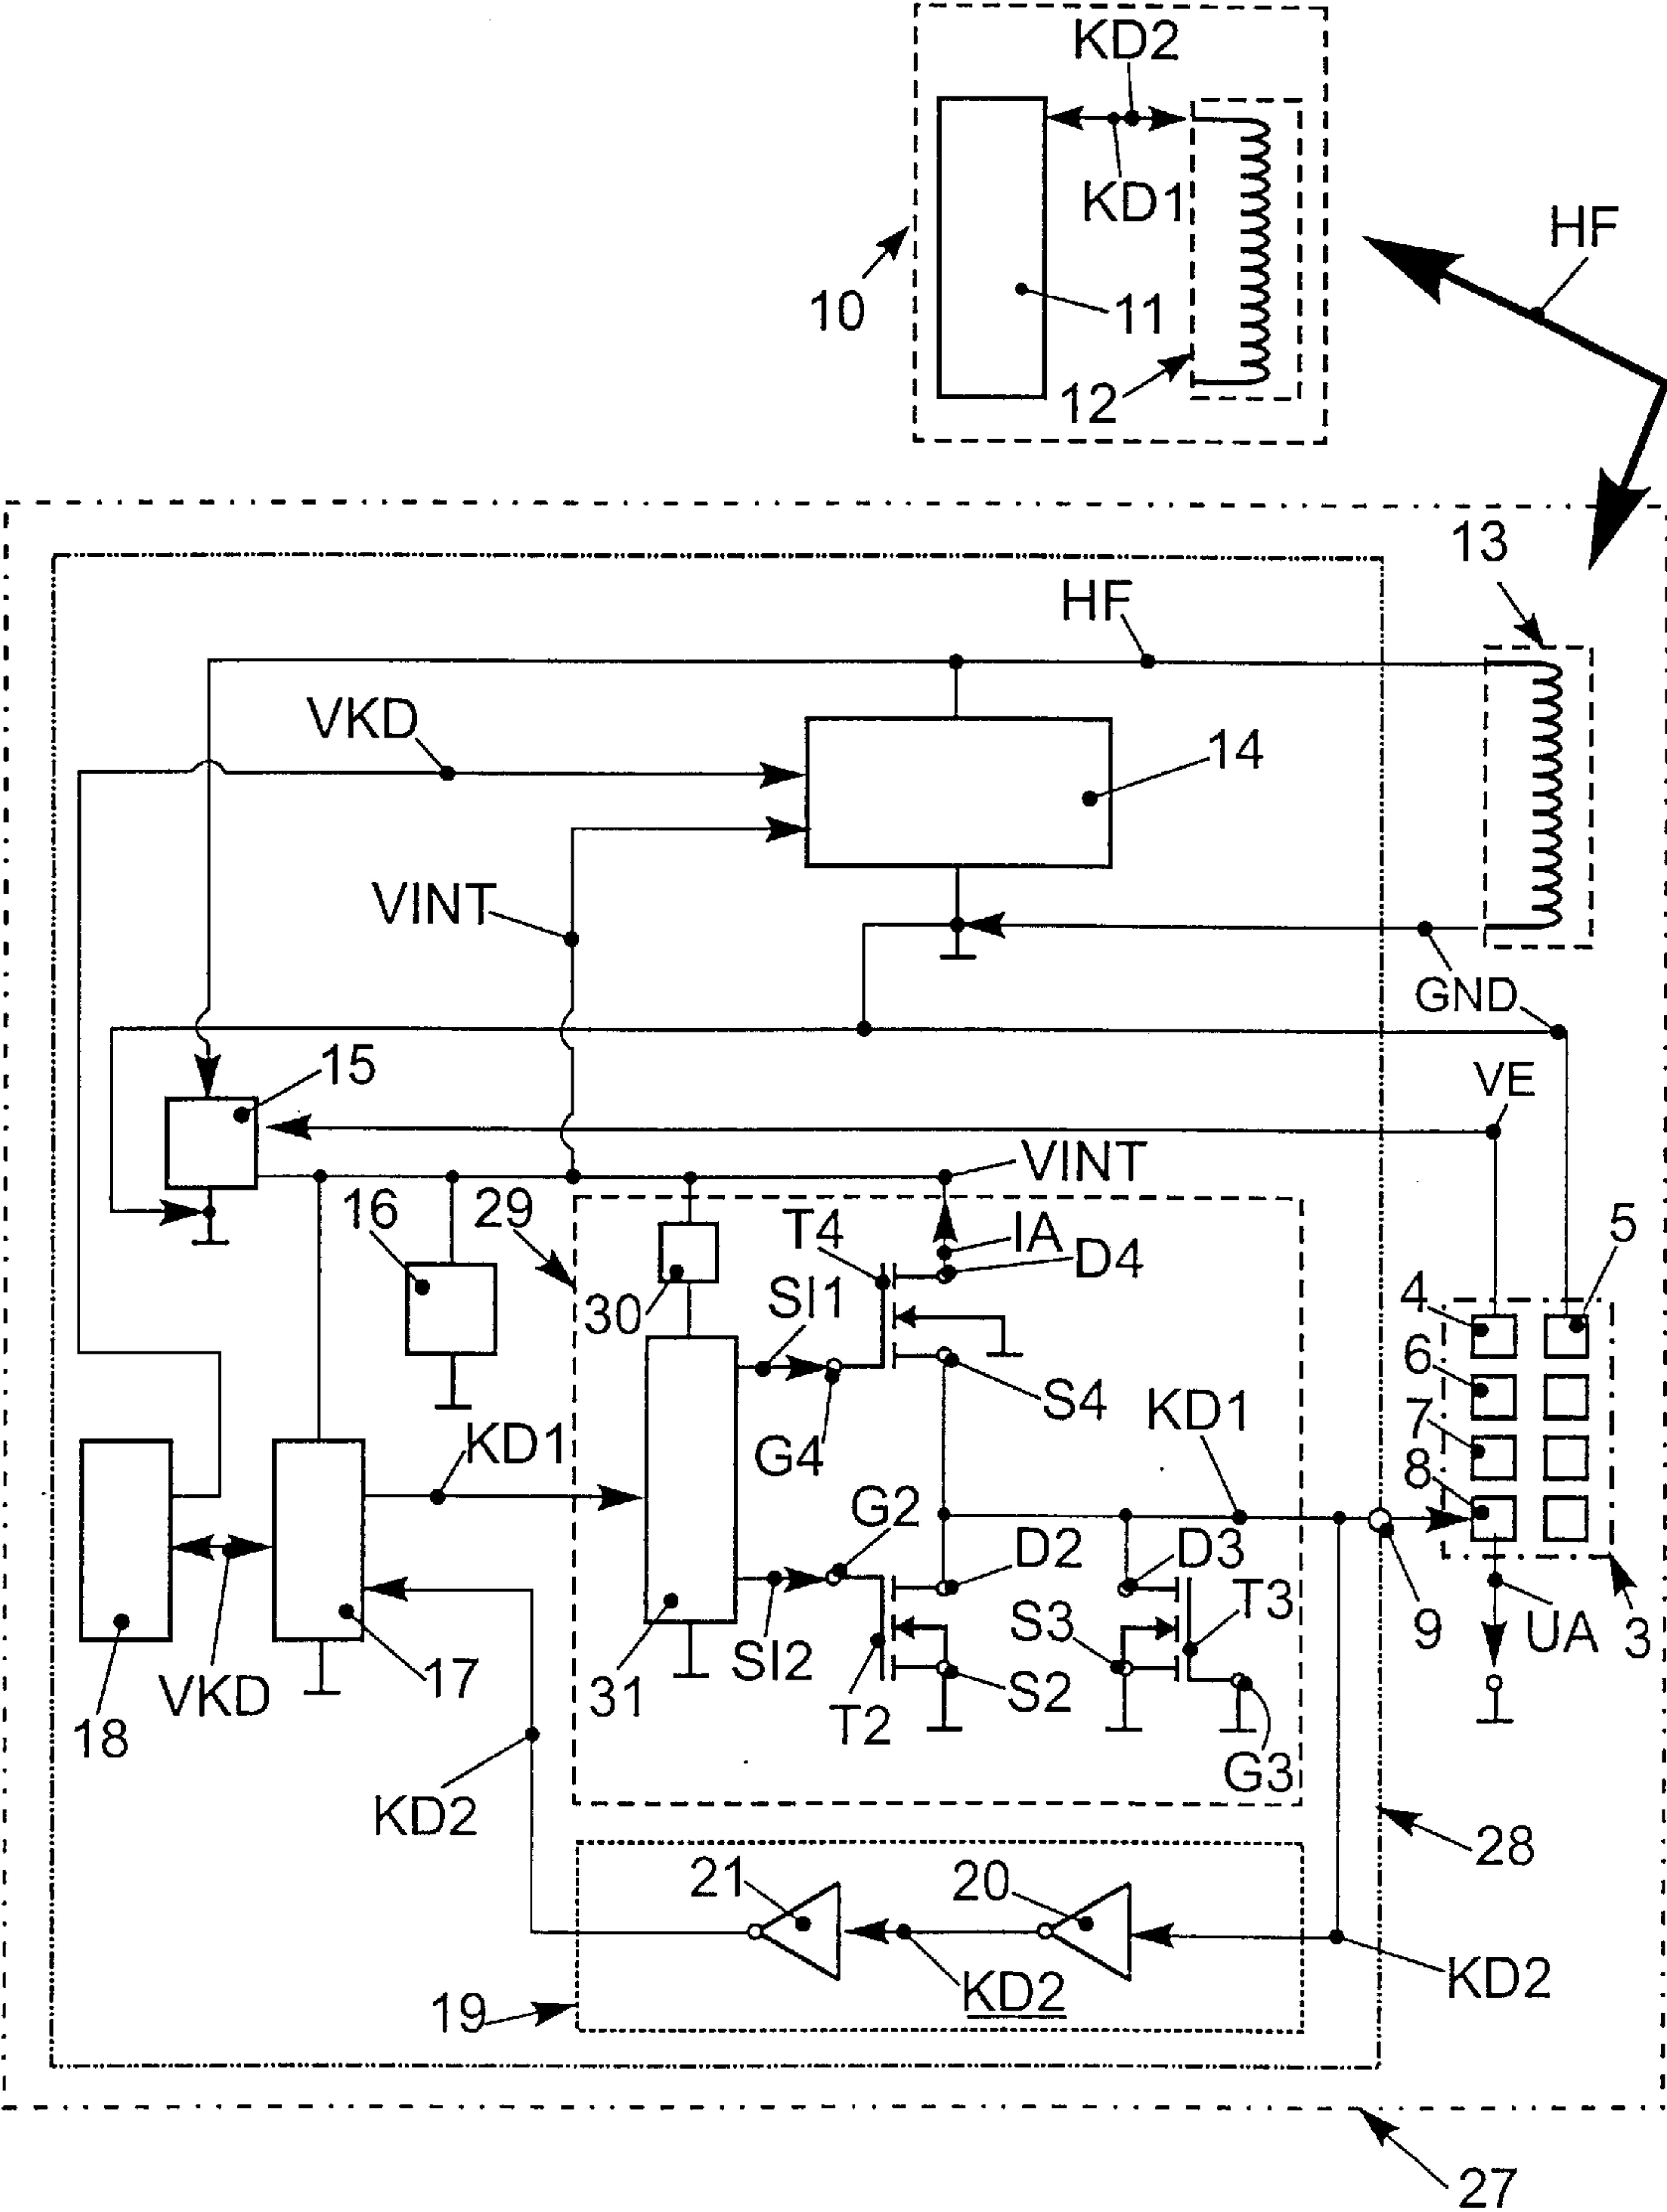 KD2
KD1
10
11
12
HF
13
HF
VKD
14
VINT
GND
15
VE
VINT
16
29
T4
IA
D4
5
30
SI1
4
6
S4
KD1
7
G4
KD1
8
G2
D2
D3
T3
S3
9
UA
3
SI2
31
S2
T2
17
VKD
18
G3
KD2
28
21
20
KD2
KD2
19
27